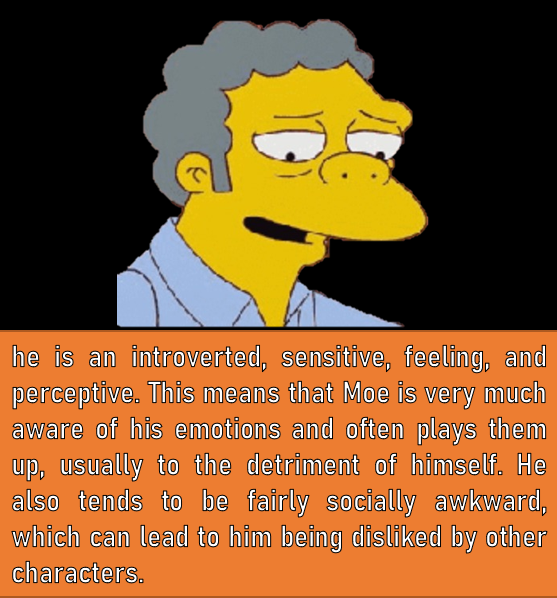 he is an introverted, sensitive, feeling, and
perceptive. This means that Moe is very much
aware of his emotions and often plays them
up, usually to the detriment of himself. He
also tends to be fairly socially awkward,
which can lead to him being disliked by other
characters.